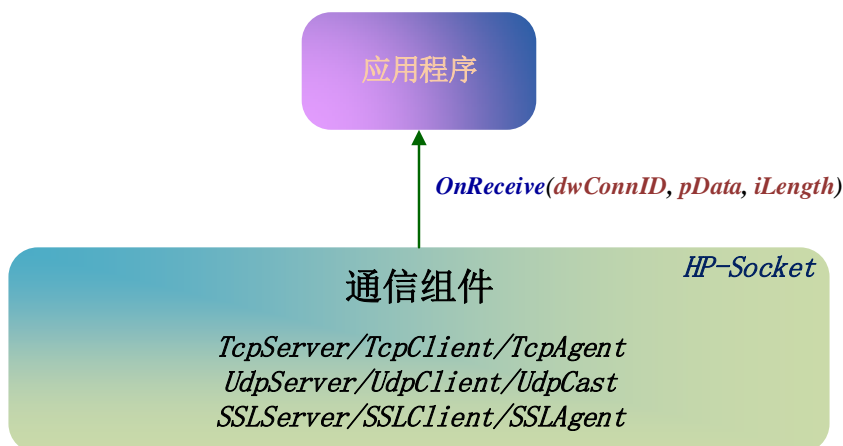 应用程序
OnReceive(dwConnID, pData, iLength)
HP-Socket
通信组件
TcpServer/TcpClient/TcpAgent
UdpServer/UdpClient/UdpCast
SSLServer/SSLClient/SSLAgent